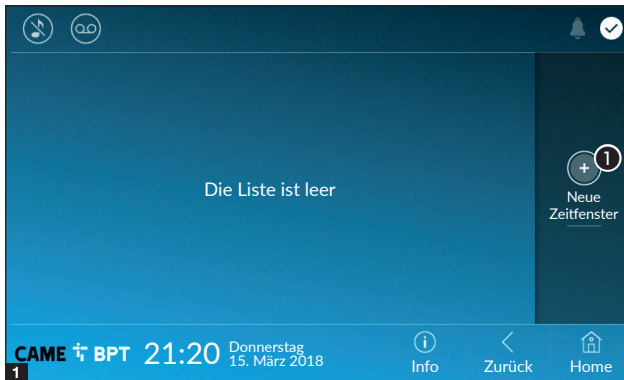 Die Liste ist leer
1
Neue
Zeitfenster
CAME BPT 21:20 Donnerstag
15. März 2018
Info
Zurück
Home
1